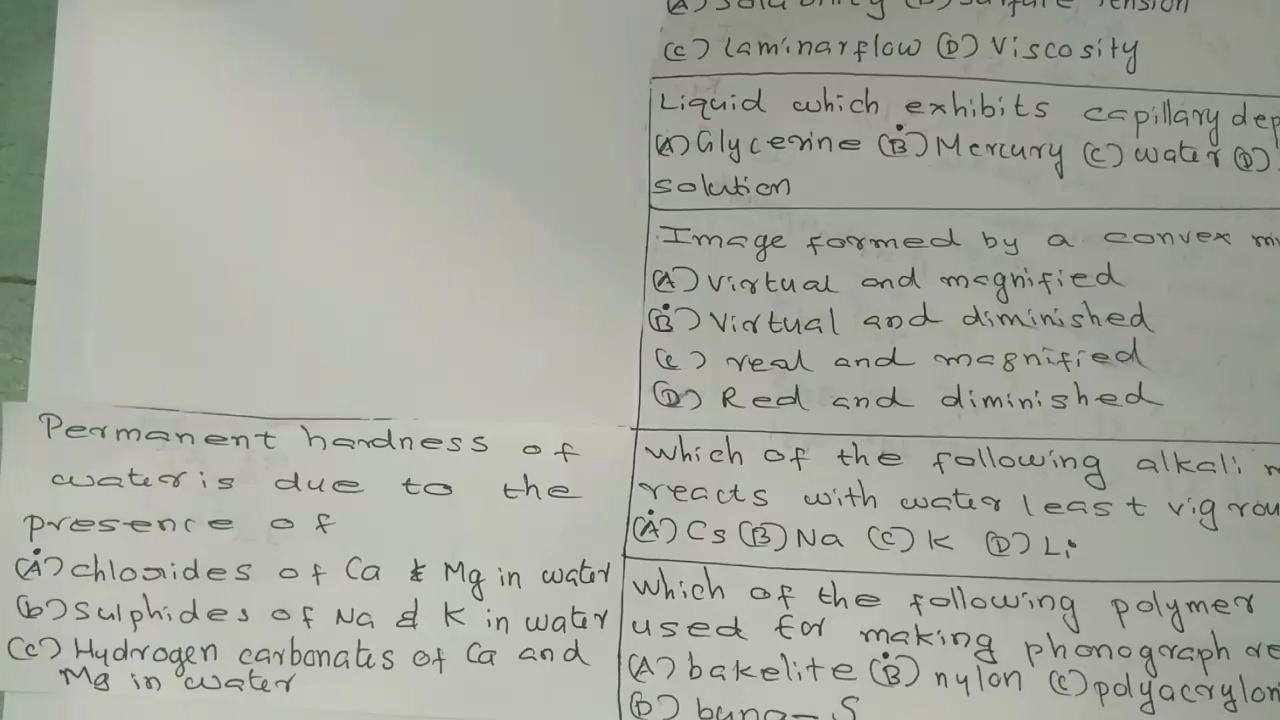 (C) Laminarflow (D) Viscosity
Liquid which exhibits capillary dep
(A) Glycerine (B) Mercury (C) water (D)
solution
Image formed by a convex mi
(A) Virtual and magnified
(B) Virtual and diminished
(C) real and magnified
(D) Red and diminished
Permanent hardness of
water is due to the
presence of
(A) chlorides of Ca & Mg in water
(b) Sulphides of Na & K in water
(C) Hydrogen carbonates of Ca and
Mg in water
which of the following alkali
reacts with water least vigrou
(A) Cs (B) Na (C) K (D) Li
which of the following polymer
used for making phonograph re
(A) bakelite (B) nylon (C) polyacrylon
(D) buna-S